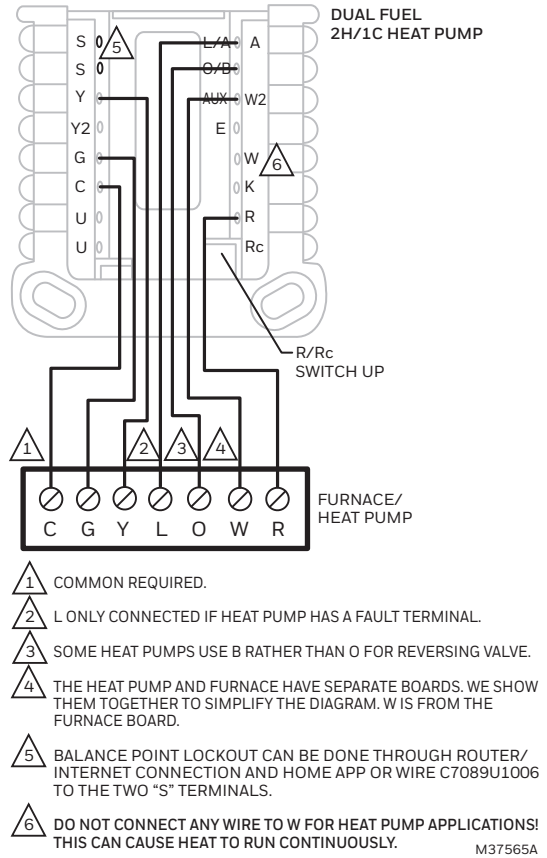 DUAL FUEL
2H/1C HEAT PUMP
S 5 L/A A
S O/B
Y AUX W2
Y2 E
G W 6
C K
U R
U Rc
R/Rc
SWITCH UP
1 2 3 4
FURNACE/
HEAT PUMP
C G Y L O W R
1 COMMON REQUIRED.
2 L ONLY CONNECTED IF HEAT PUMP HAS A FAULT TERMINAL.
3 SOME HEAT PUMPS USE B RATHER THAN O FOR REVERSING VALVE.
4 THE HEAT PUMP AND FURNACE HAVE SEPARATE BOARDS. WE SHOW
THEM TOGETHER TO SIMPLIFY THE DIAGRAM. W IS FROM THE
FURNACE BOARD.
5 BALANCE POINT LOCKOUT CAN BE DONE THROUGH ROUTER/
INTERNET CONNECTION AND HOME APP OR WIRE C7089U1006
TO THE TWO “S” TERMINALS.
6 DO NOT CONNECT ANY WIRE TO W FOR HEAT PUMP APPLICATIONS!
THIS CAN CAUSE HEAT TO RUN CONTINUOUSLY.
M37565A